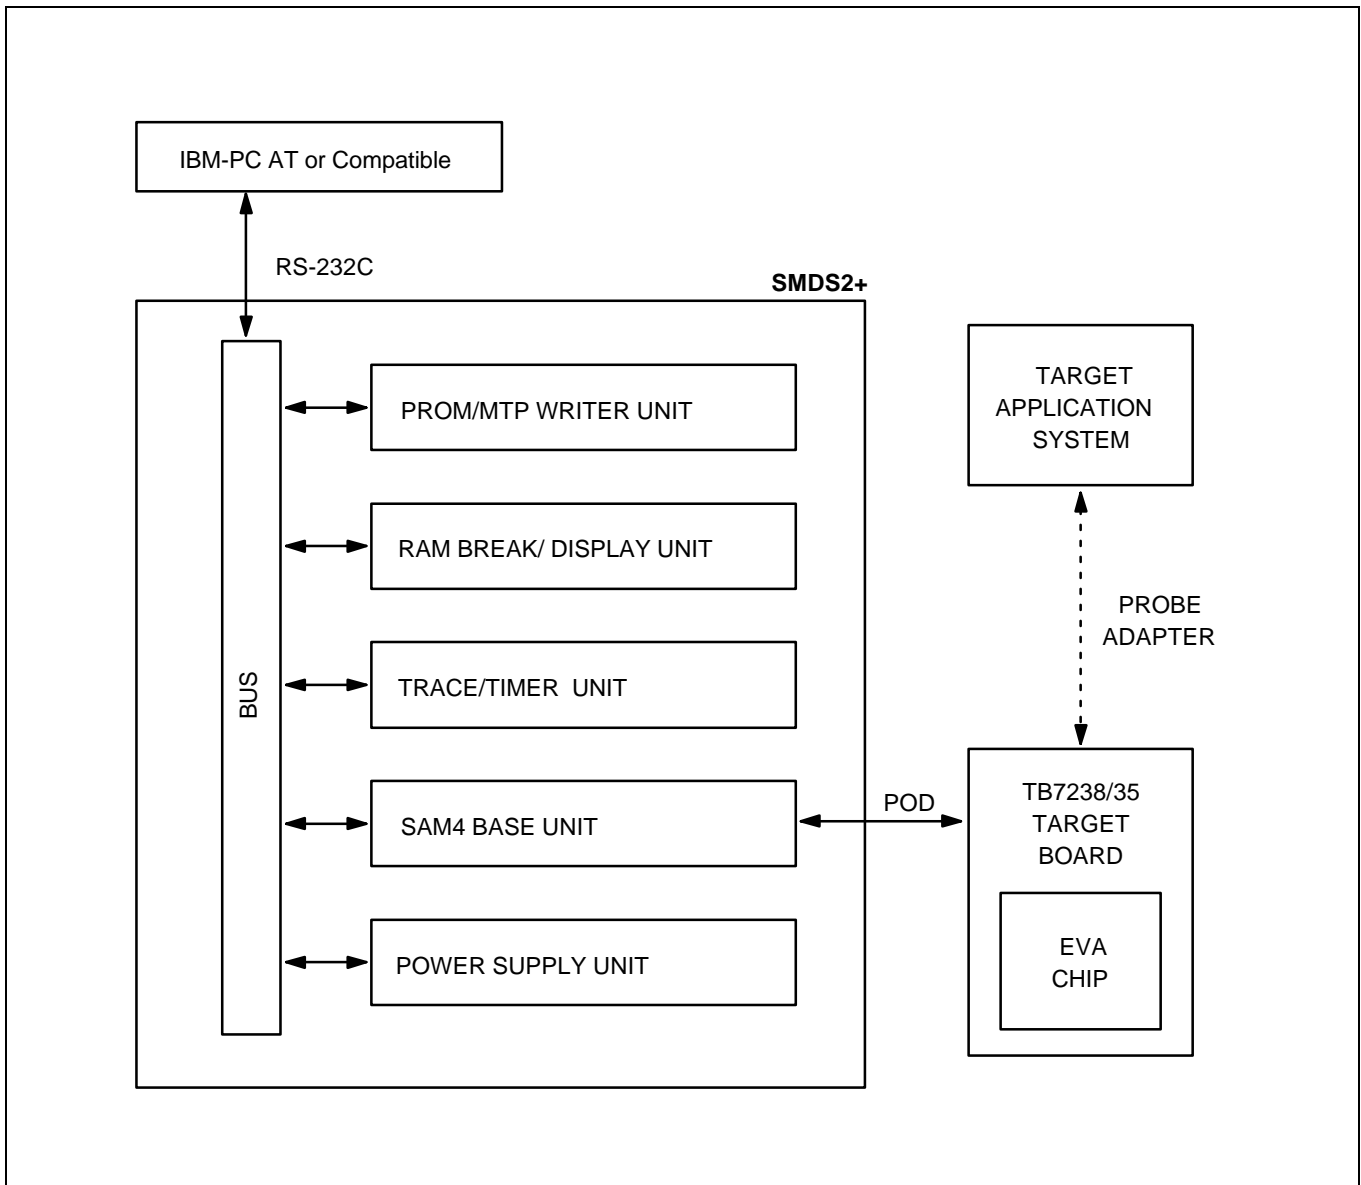 IBM-PC AT or Compatible
RS-232C
SMDS2+
BUS
PROM/MTP WRITER UNIT
RAM BREAK/ DISPLAY UNIT
TRACE/TIMER UNIT
SAM4 BASE UNIT
POWER SUPPLY UNIT
POD
TARGET
APPLICATION
SYSTEM
PROBE
ADAPTER
TB7238/35
TARGET
BOARD
EVA
CHIP